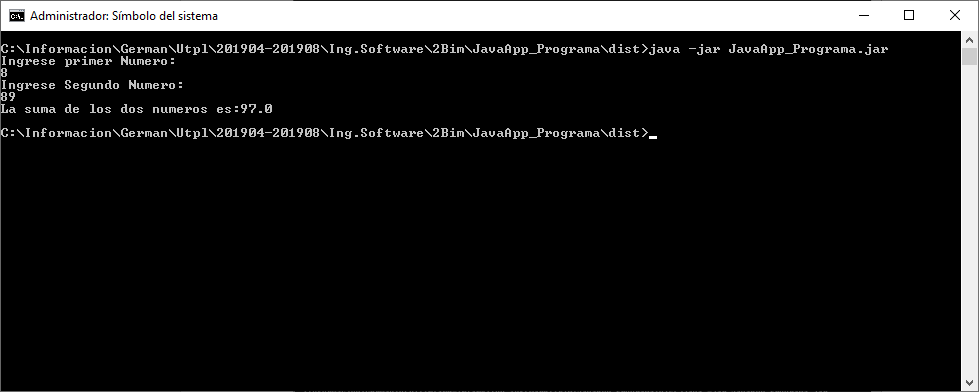 Administrador: Símbolo del sistema
C:\Informacion\German\Utpl\201904-201908\Ing.Software\2Bim\JavaApp_Programa\dist>java -jar JavaApp_Programa.jar
Ingrese primer Numero:
8
Ingrese Segundo Numero:
89
La suma de los dos numeros es:97.0
C:\Informacion\German\Utpl\201904-201908\Ing.Software\2Bim\JavaApp_Programa\dist>